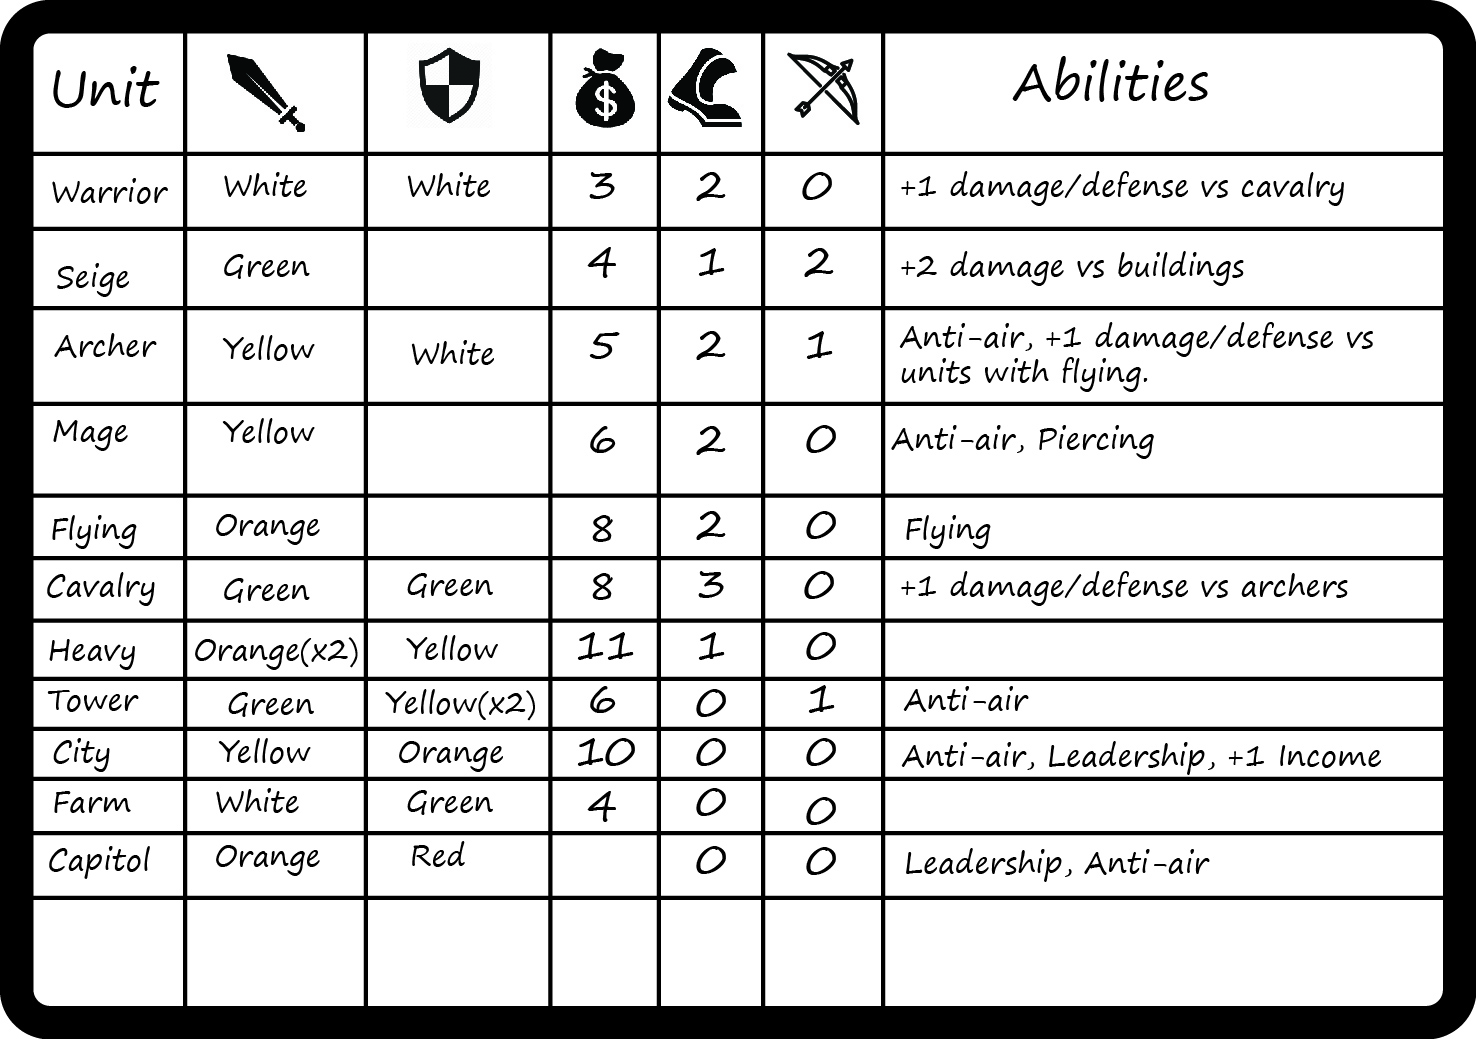 Unit $ Abilities
Warrior White White 3 2 0 +1 damage/defense vs cavalry
Seige Green 4 1 2 +2 damage vs buildings
Archer Yellow White 5 2 1 Anti-air, +1 damage/defense vs
units with flying.
Mage Yellow 6 2 0 Anti-air, Piercing
Flying Orange 8 2 0 Flying
Cavalry Green Green 8 3 0 +1 damage/defense vs archers
Heavy Orange(x2) Yellow 11 1 0
Tower Green Yellow(x2) 6 0 1 Anti-air
City Yellow Orange 10 0 0 Anti-air, Leadership, +1 Income
Farm White Green 4 0 0
Capitol Orange Red 0 0 Leadership, Anti-air